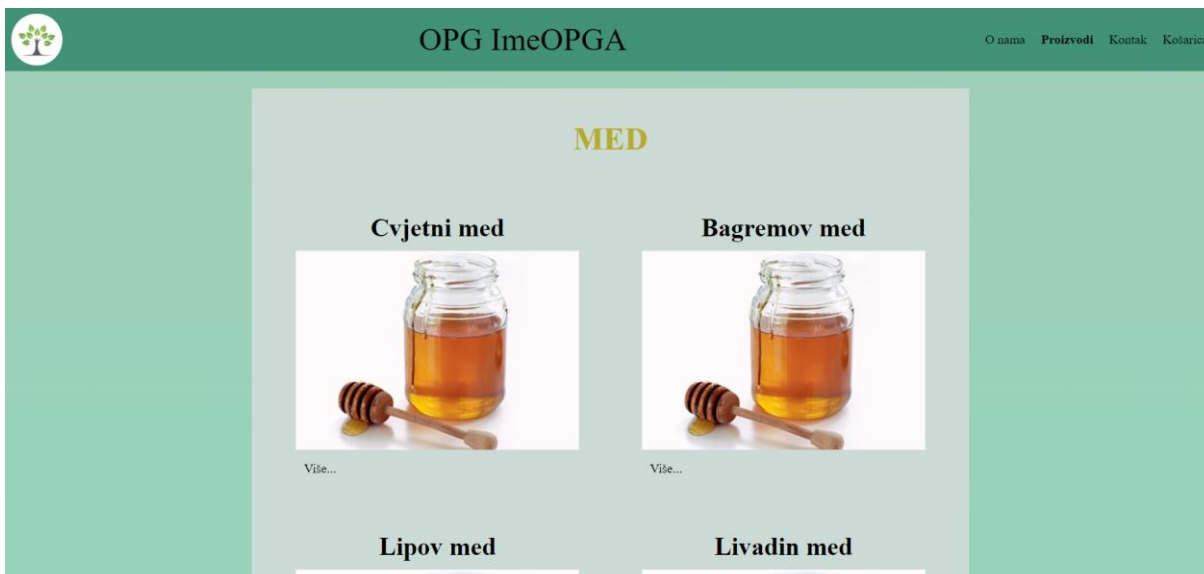 OPG ImeOPGA
O nama Proizvodi Kontak Košarica
MED
Cvjetni med Bagremov med
Više... Više...
Lipov med Livadin med